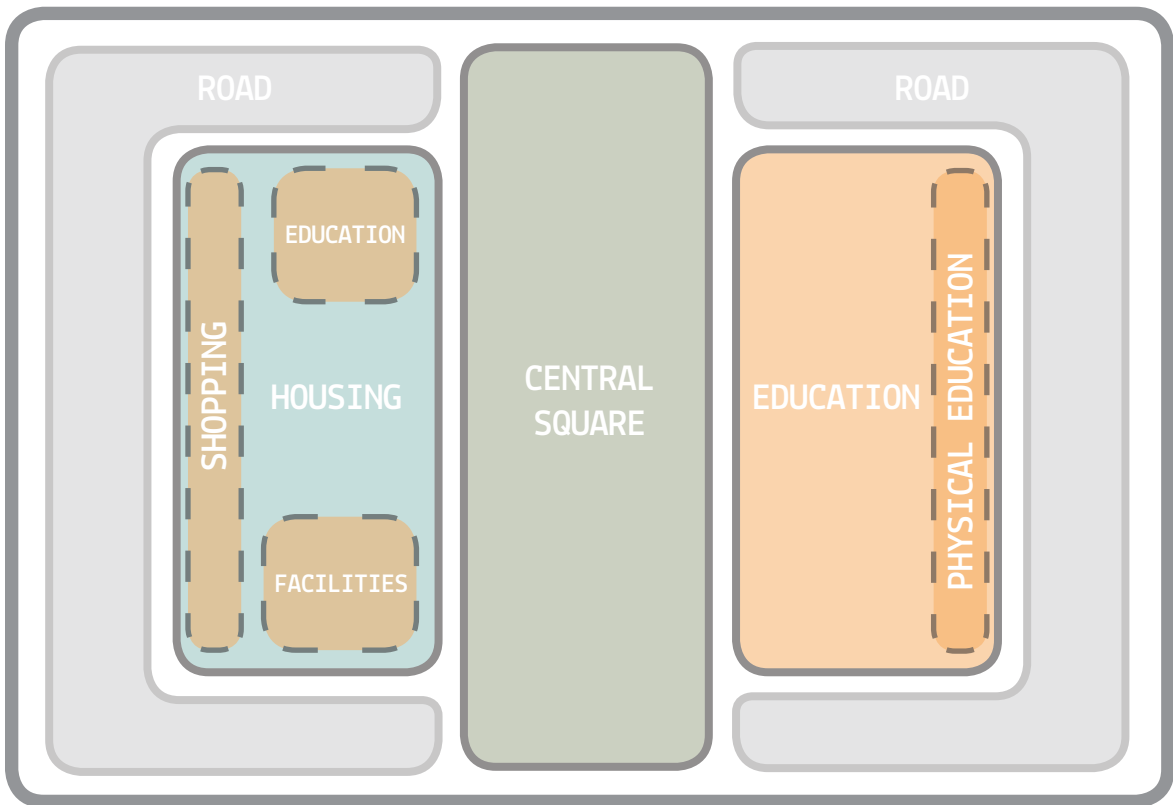 ROAD
ROAD
EDUCATION
SHOPPING
HOUSING
FACILITIES
CENTRAL
SQUARE
EDUCATION
PHYSICAL EDUCATION